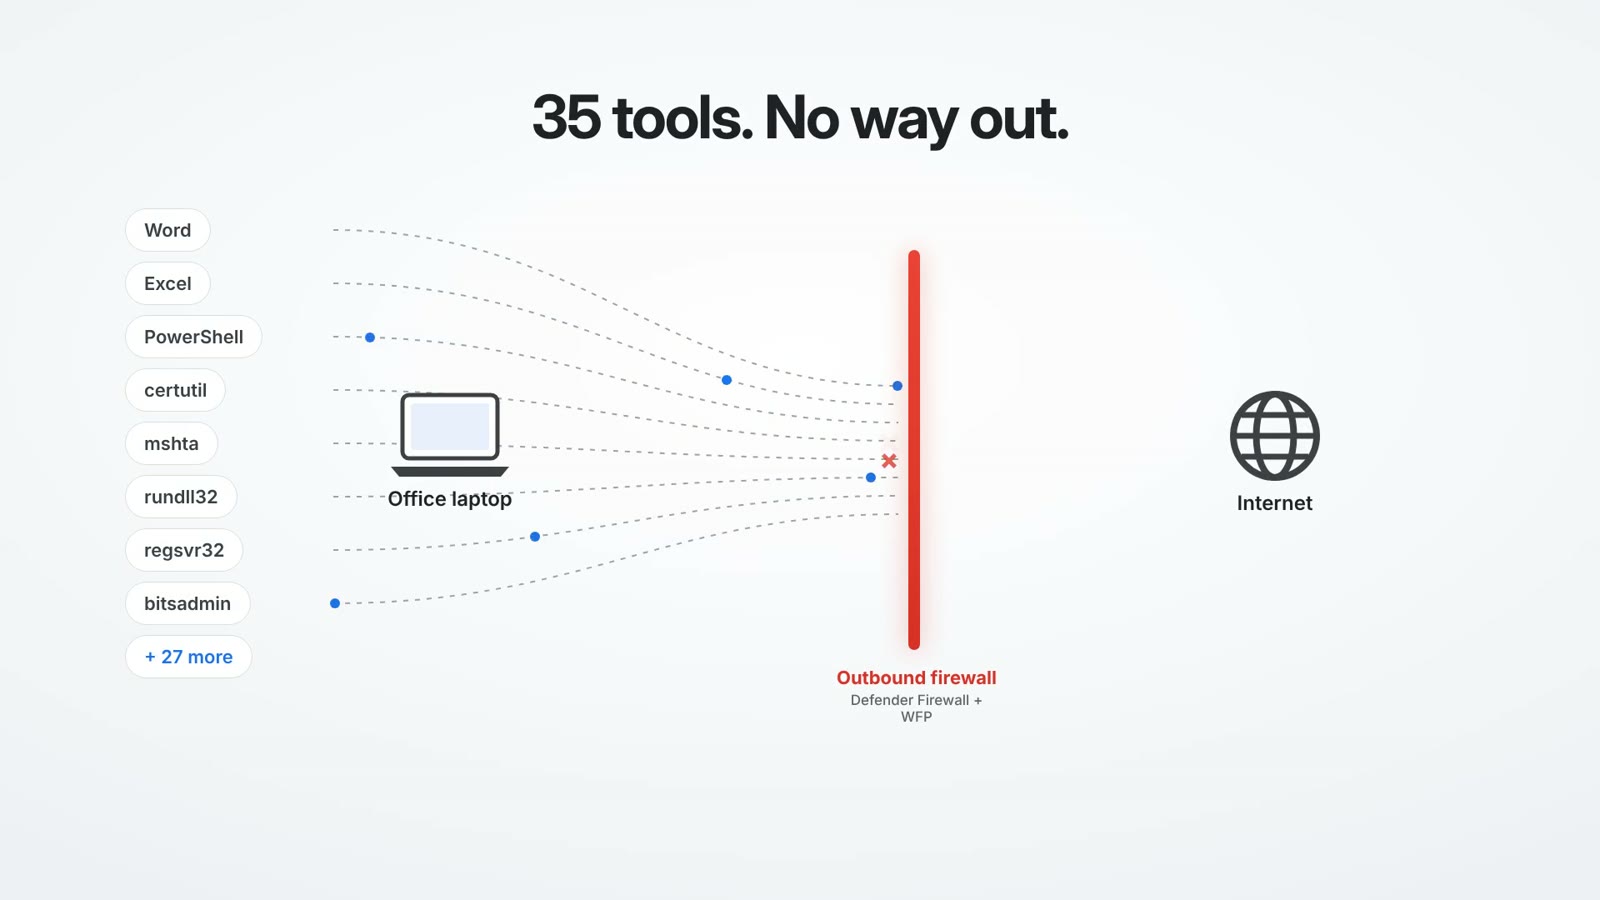 35 tools. No way out.
Word
Excel
PowerShell
certutil
mshta
rundll32
regsvr32
bitsadmin
+ 27 more
Office laptop
Outbound firewall
Defender Firewall +
WFP
Internet